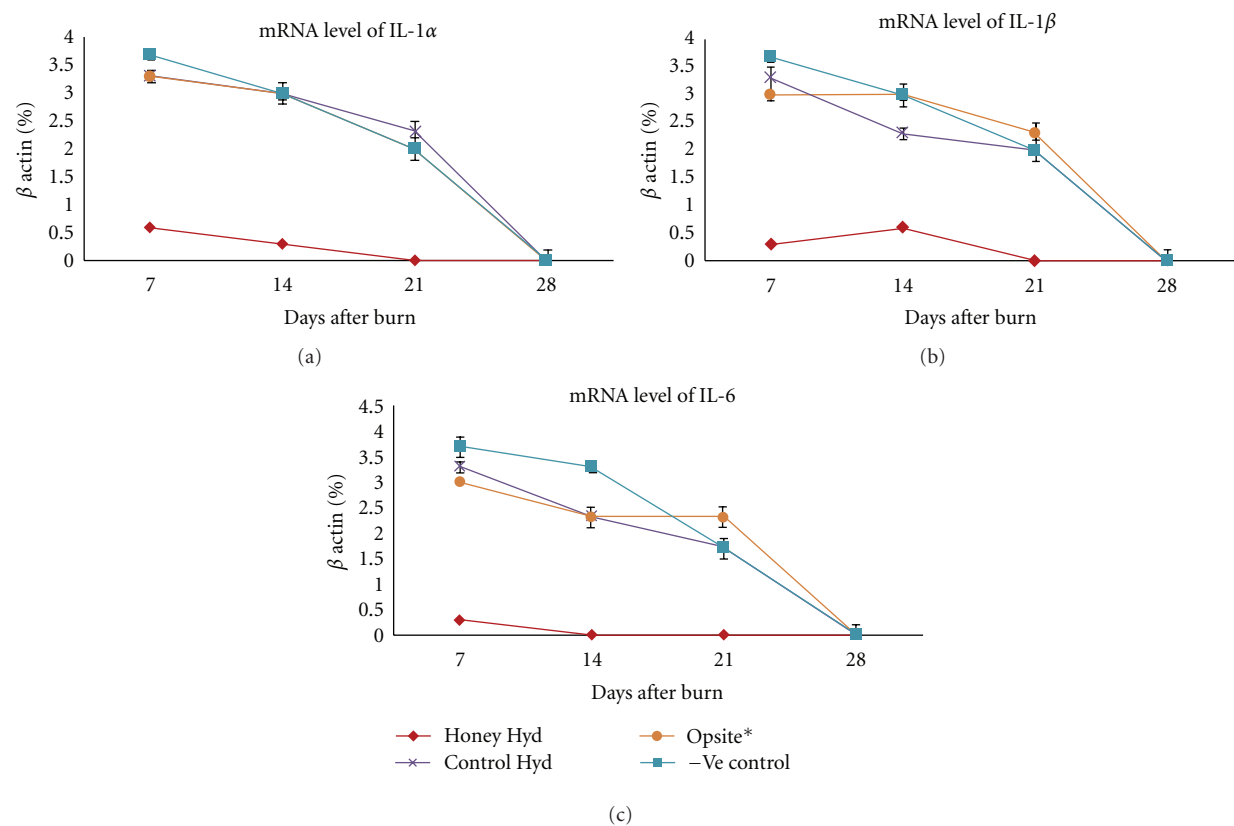 mRNA level of IL-1α
4
3.5
3
2.5
2
1.5
1
0.5
0
β actin (%)
7 14 21 28
Days after burn
(a)
mRNA level of IL-1β
4
3.5
3
2.5
2
1.5
1
0.5
0
β actin (%)
7 14 21 28
Days after burn
(b)
mRNA level of IL-6
4.5
4
3.5
3
2.5
2
1.5
1
0.5
0
β actin (%)
7 14 21 28
Days after burn
Honey Hyd Opsite*
Control Hyd −Ve control
(c)